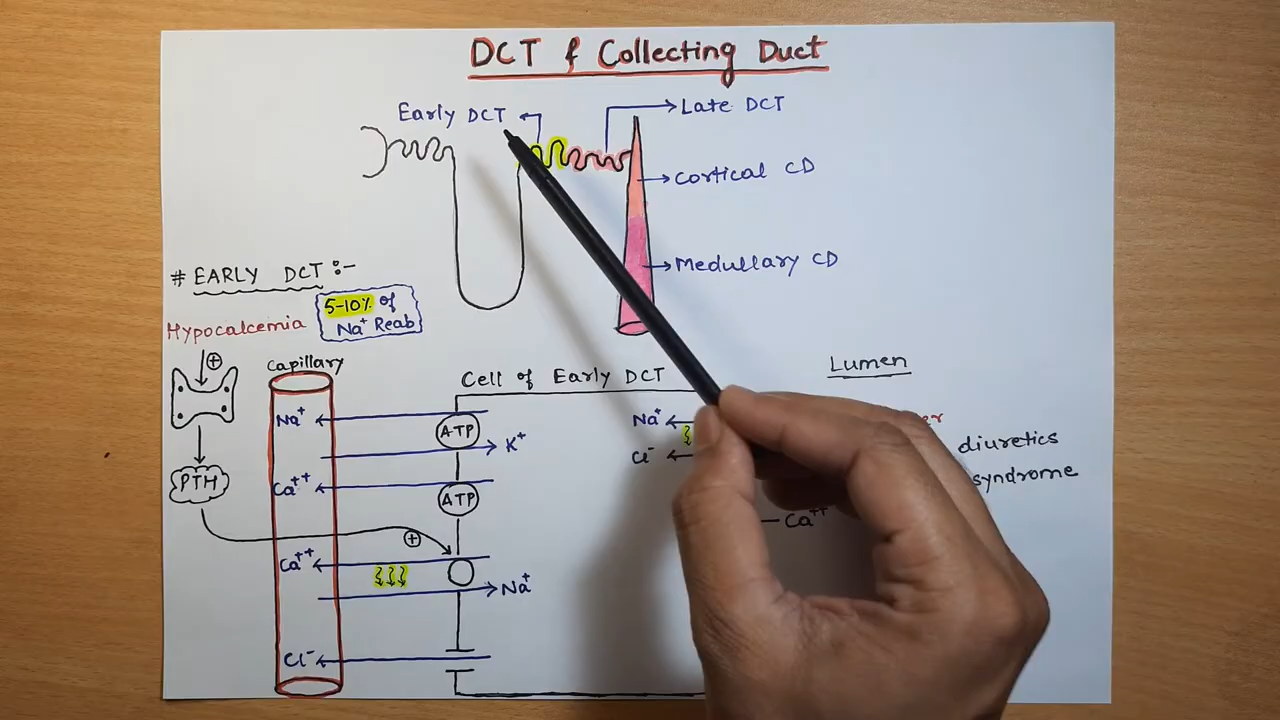 DCT & Collecting Duct
Early DCT
Late DCT
Cortical CD
Medullary CD
# EARLY DCT :-
5-10% of
Na+ Reab
Hypocalcemia
+
Capillary
Cell of Early DCT
Lumen
Na+
ATP
K+
Na+
Cl-
diuretics
syndrome
PTH
Ca++
ATP
Ca++
+
Ca++
Na+
Cl-